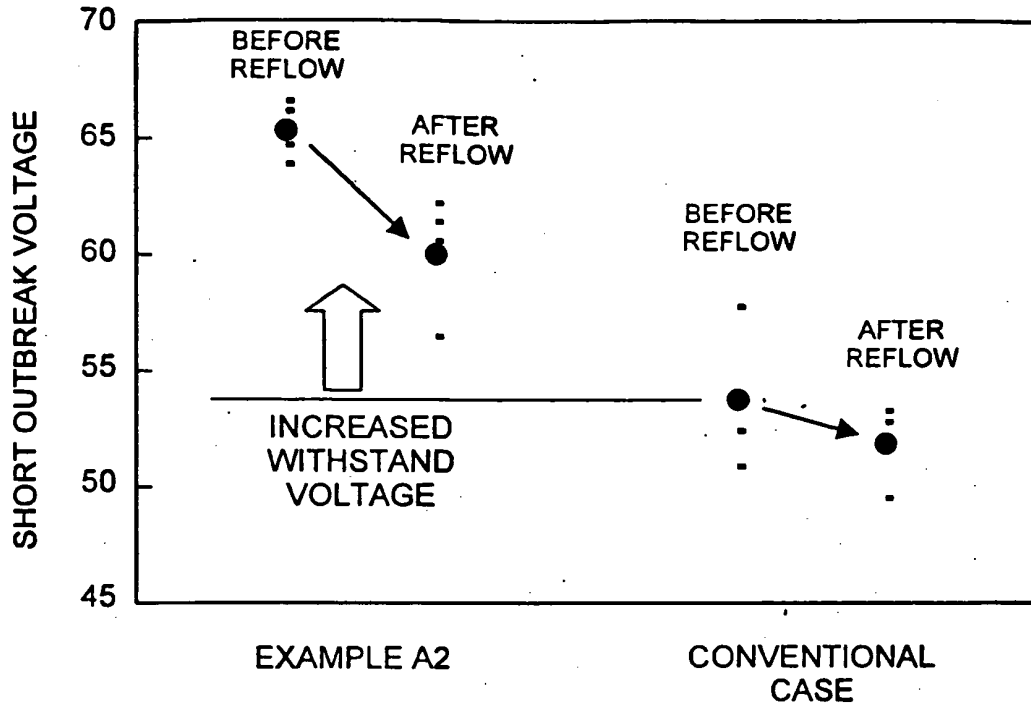 SHORT OUTBREAK VOLTAGE
70
65
60
55
50
45
BEFORE
REFLOW
AFTER
REFLOW
BEFORE
REFLOW
AFTER
REFLOW
INCREASED
WITHSTAND
VOLTAGE
EXAMPLE A2
CONVENTIONAL
CASE